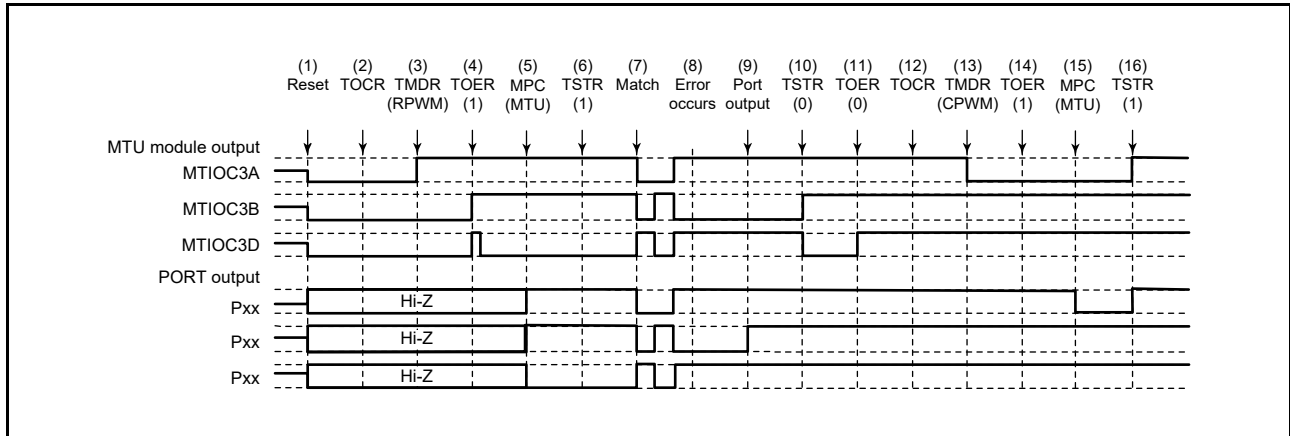 (1) (2) (3) (4) (5) (6) (7) (8) (9) (10) (11) (12) (13) (14) (15) (16)
Reset TOCR TMDR TOER MPC TSTR Match Error Port TSTR TOER TOCR TMDR TOER MPC TSTR
(RPWM) (1) (MTU) (1) occurs output (0) (0) (CPWM) (1) (MTU) (1)
MTU module output
MTIOC3A
MTIOC3B
MTIOC3D
PORT output
Pxx Hi-Z
Pxx Hi-Z
Pxx Hi-Z